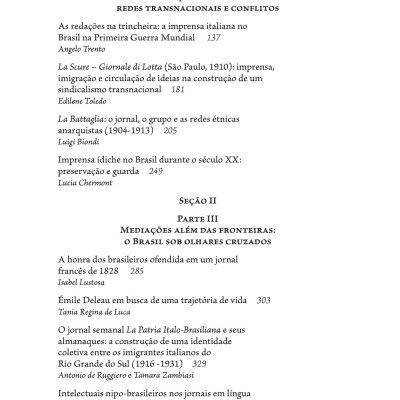 REDES TRANSNACIONAIS E CONFLITOS
As redações na trincheira: a imprensa italiana no
Brasil na Primeira Guerra Mundial 137
Angelo Trento
La Scure – Giornale di Lotta (São Paulo, 1910): imprensa,
imigração e circulação de ideias na construção de um
sindicalismo transnacional 181
Edilene Toledo
La Battaglia: o jornal, o grupo e as redes étnicas
anarquistas (1904-1913) 205
Luigi Biondi
Imprensa ídiche no Brasil durante o século XX:
preservação e guarda 249
Lucia Chermont
SEÇÃO II
PARTE III
MEDIAÇÕES ALÉM DAS FRONTEIRAS:
O BRASIL SOB OLHARES CRUZADOS
A honra dos brasileiros ofendida em um jornal
francês de 1828 285
Isabel Lustosa
Émile Deleau em busca de uma trajetória de vida 303
Tania Regina de Luca
O jornal semanal La Patria Italo-Brasiliana e seus
almanaques: a construção de uma identidade
coletiva entre os imigrantes italianos do
Rio Grande do Sul (1916 -1931) 329
Antonio de Ruggiero e Tamara Zambiasi
Intelectuais nipo-brasileiros nos jornais em língua